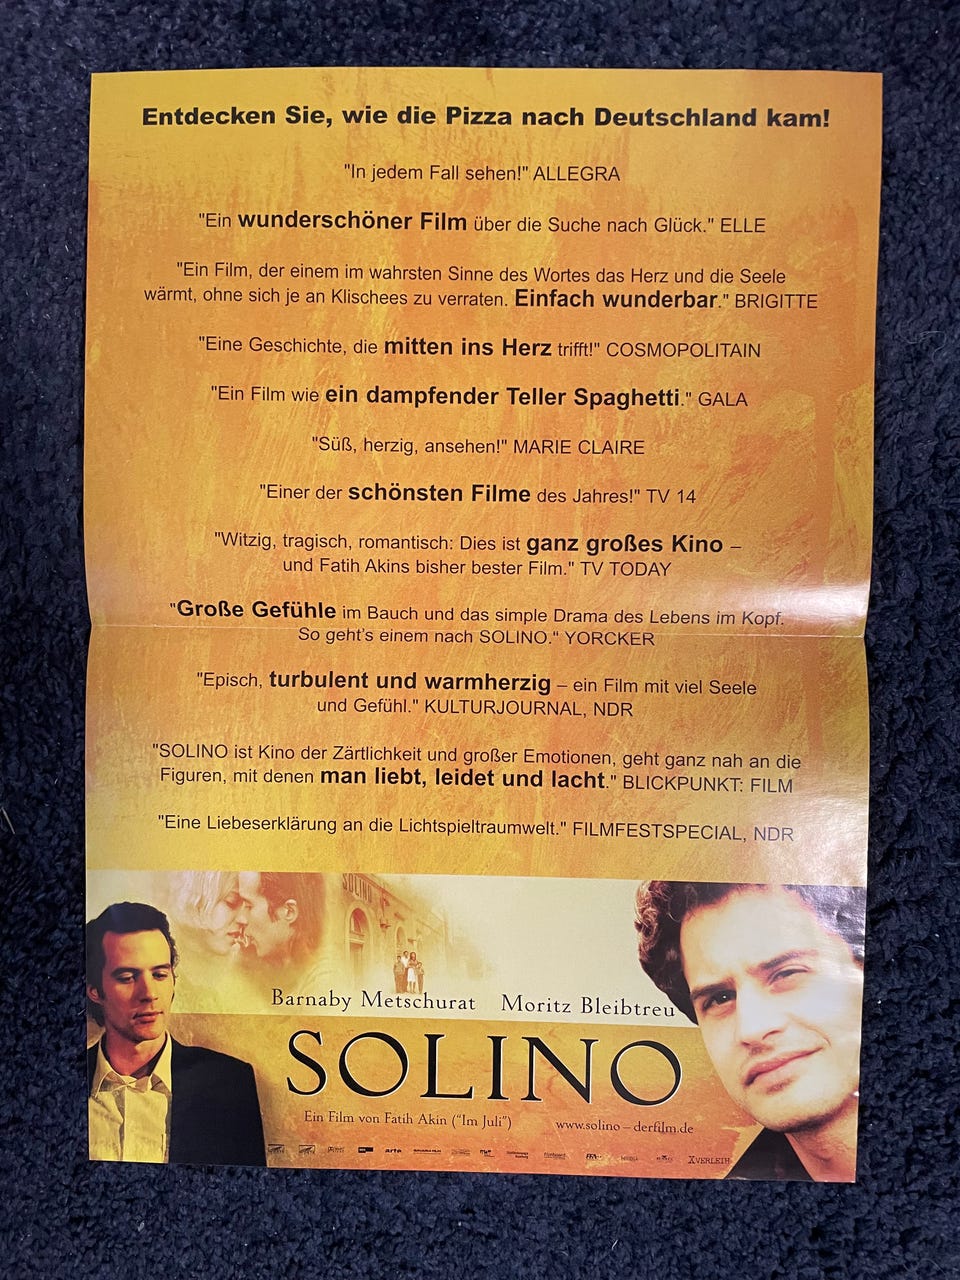 Entdecken Sie, wie die Pizza nach Deutschland kam!
"In jedem Fall sehen!" ALLEGRA
"Ein wunderschöner Film über die Suche nach Glück." ELLE
"Ein Film, der einem im wahrsten Sinne des Wortes das Herz und die Seele
wärmt, ohne sich je an Klischees zu verraten. Einfach wunderbar." BRIGITTE
"Eine Geschichte, die mitten ins Herz trifft!" COSMOPOLITAIN
"Ein Film wie ein dampfender Teller Spaghetti." GALA
"Süß, herzig, ansehen!" MARIE CLAIRE
"Einer der schönsten Filme des Jahres!" TV 14
"Witzig, tragisch, romantisch: Dies ist ganz großes Kino –
und Fatih Akins bisher bester Film." TV TODAY
"Große Gefühle im Bauch und das simple Drama des Lebens im Kopf.
So geht's einem nach SOLINO." YORCKER
"Episch, turbulent und warmherzig – ein Film mit viel Seele
und Gefühl." KULTURJOURNAL, NDR
"SOLINO ist Kino der Zärtlichkeit und großer Emotionen, geht ganz nah an die
Figuren, mit denen man liebt, leidet und lacht." BLICKPUNKT: FILM
"Eine Liebeserklärung an die Lichtspieltraumwelt." FILMFESTSPECIAL, NDR
SOLINO
Barnaby Metschurat Moritz Bleibtreu
SOLINO
Ein Film von Fatih Akin ("Im Juli") www.solino–derfilm.de
arte X VERLEIH